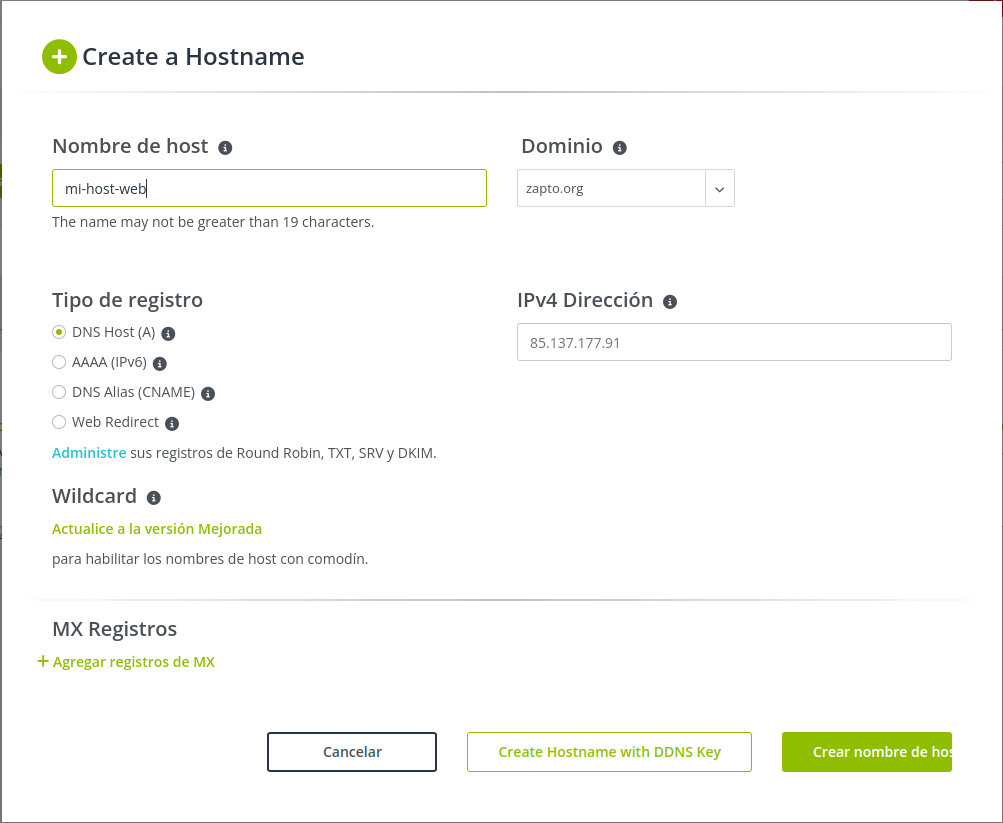 Create a Hostname
Nombre de host
Dominio
mi-host-web
zapto.org
The name may not be greater than 19 characters.
Tipo de registro
IPv4 Dirección
DNS Host (A)
85.137.177.91
AAAA (IPv6)
DNS Alias (CNAME)
Web Redirect
Administre sus registros de Round Robin, TXT, SRV y DKIM.
Wildcard
Actualice a la versión Mejorada
para habilitar los nombres de host con comodín.
MX Registros
+ Agregar registros de MX
Cancelar
Create Hostname with DDNS Key
Crear nombre de hos